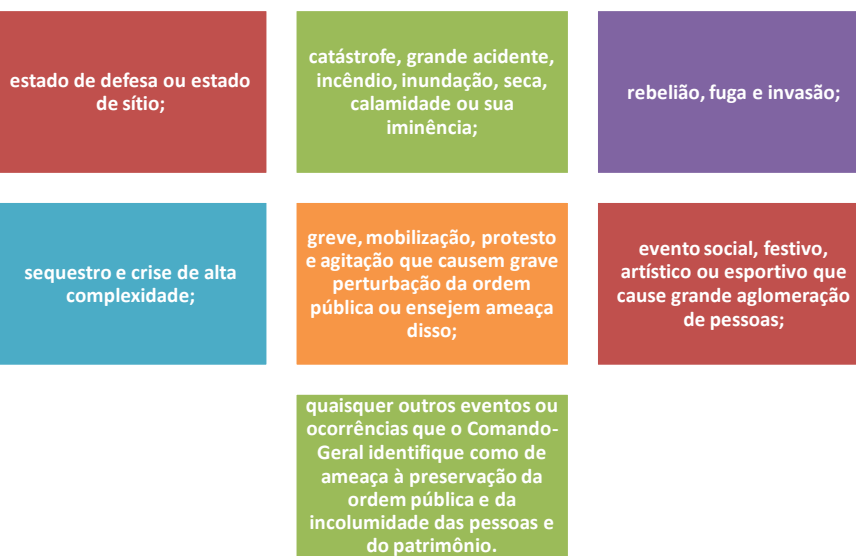 estado de defesa ou estado
de sítio;
catástrofe, grande acidente,
incêndio, inundação, seca,
calamidade ou sua
iminência;
rebelião, fuga e invasão;
sequestro e crise de alta
complexidade;
greve, mobilização, protesto
e agitação que causem grave
perturbação da ordem
pública ou ensejem ameaça
disso;
evento social, festivo,
artístico ou esportivo que
cause grande aglomeração
de pessoas;
quaisquer outros eventos ou
ocorrências que o Comando-
Geral identifique como de
ameaça à preservação da
ordem pública e da
incolumidade das pessoas e
do patrimônio.